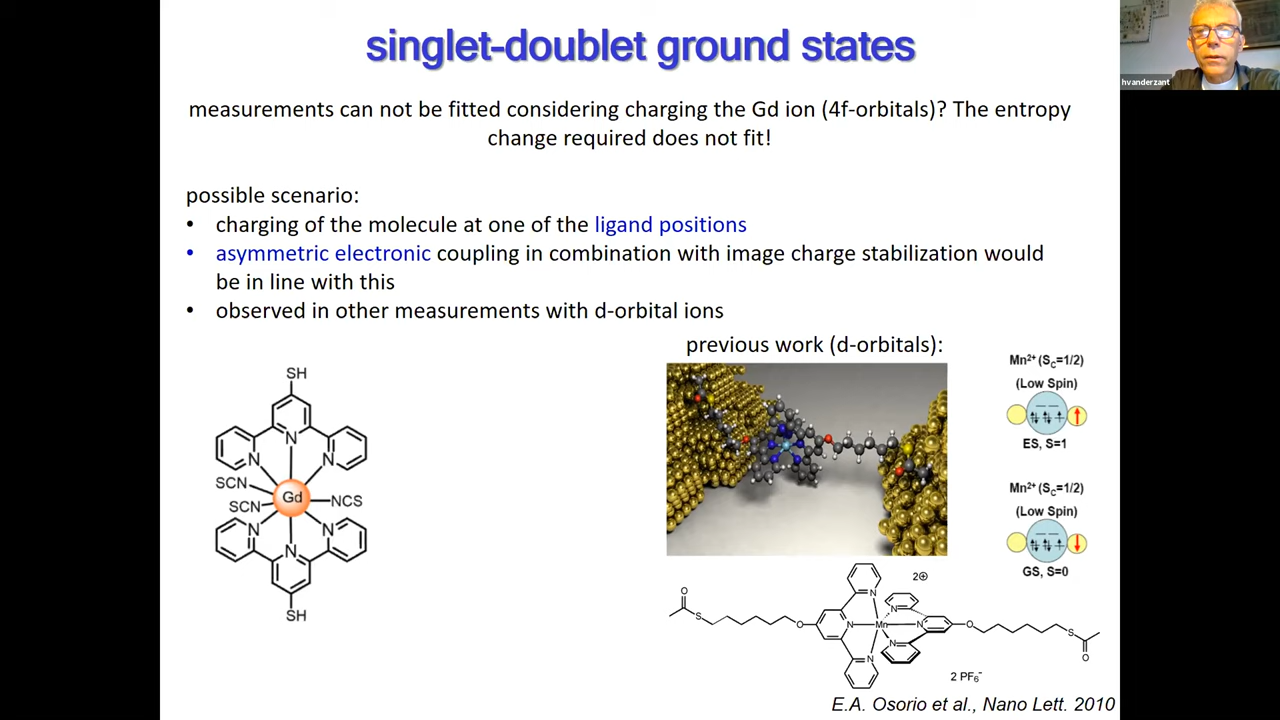 singlet-doublet ground states
hvanderzant
measurements can not be fitted considering charging the Gd ion (4f-orbitals)? The entropy
change required does not fit!
possible scenario:
• charging of the molecule at one of the ligand positions
• asymmetric electronic coupling in combination with image charge stabilization would
be in line with this
• observed in other measurements with d-orbital ions
previous work (d-orbitals):
SH
N
N N
SCN
SCN Gd NCS
N N
N
SH
Mn²⁺ (S_C=1/2)
(Low Spin)
ES, S=1
Mn²⁺ (S_C=1/2)
(Low Spin)
GS, S=0
2⊕
O
S
O
N
N
N
Mn
N
N
N
O
S
O
2 PF₆⁻
E.A. Osorio et al., Nano Lett. 2010